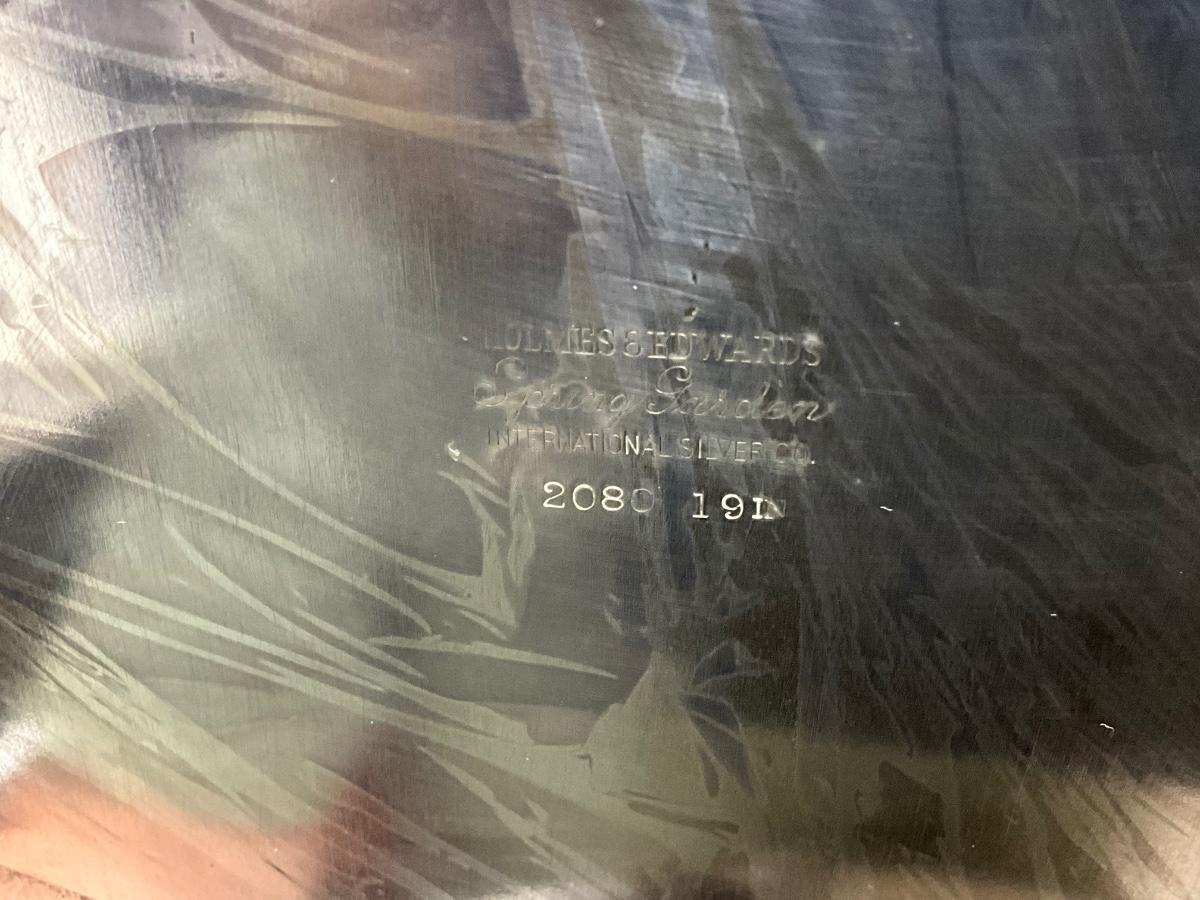 HOLMES & EDWARDS
Spring Garden
INTERNATIONAL SILVER CO.
2080 19IN